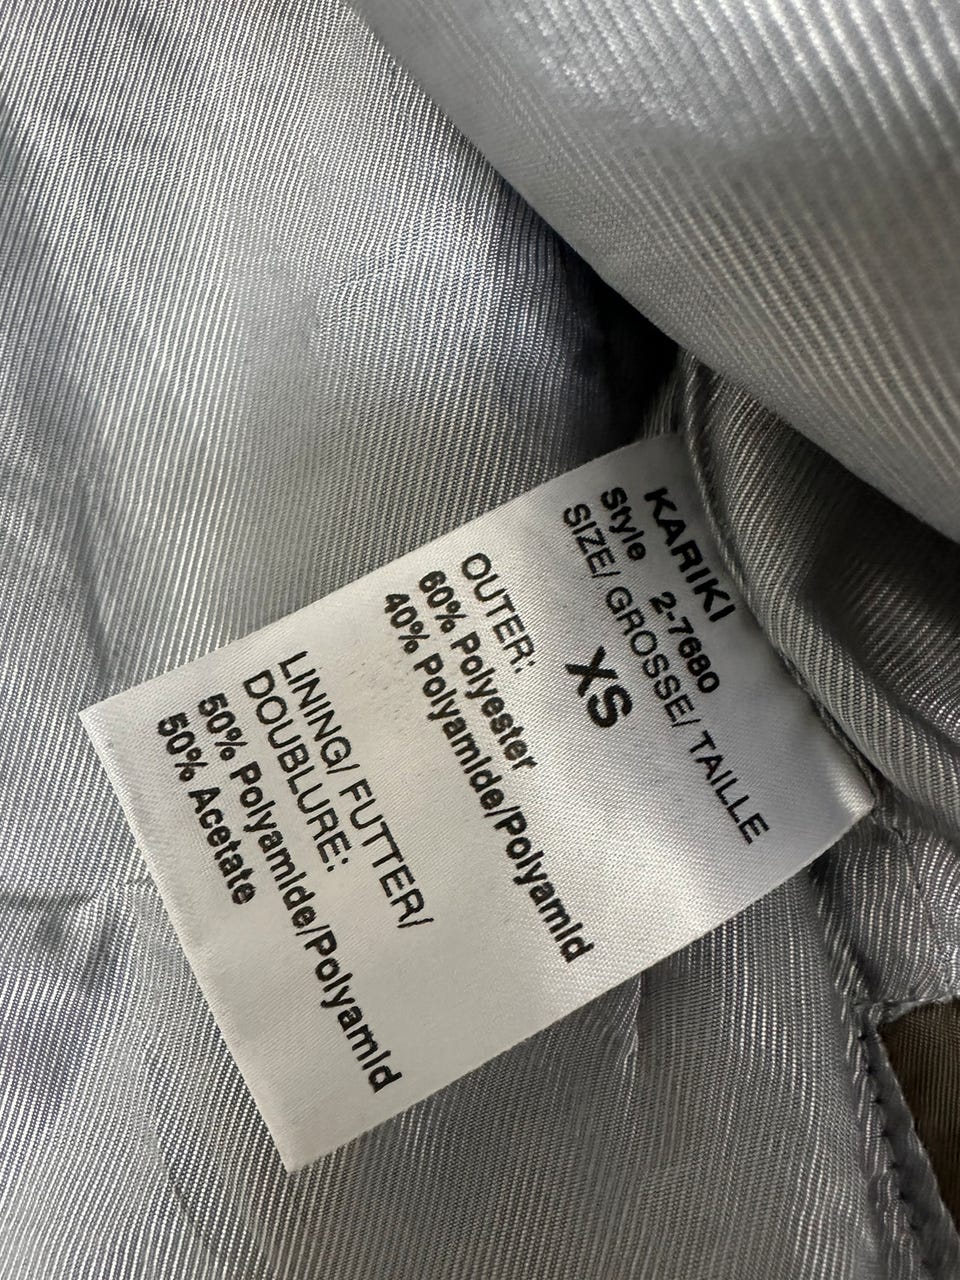 KARIKI
Style 2-7680
SIZE/ GROSSE/ TAILLE
XS
OUTER:
60% Polyester
40% Polyamide/Polyamid
LINING/ FUTTER/
DOUBLURE:
50% Polyamide/Polyamid
50% Acetate